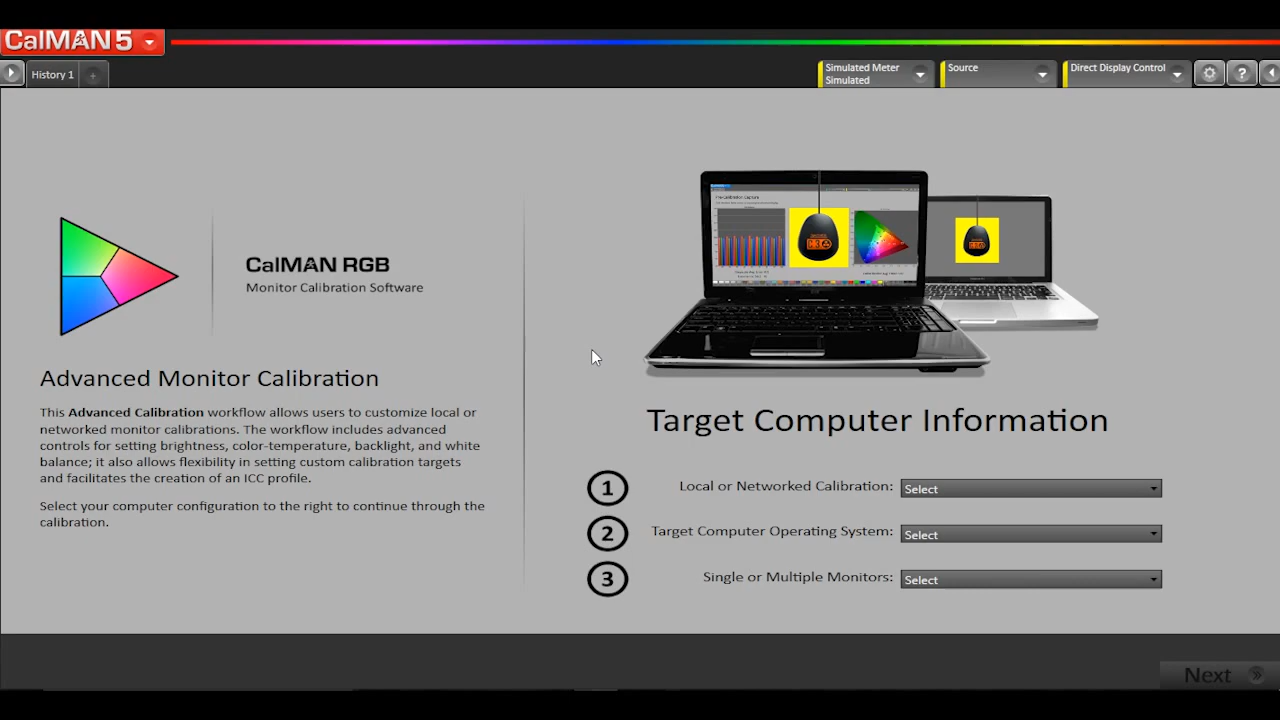 CalMAN 5
History 1
+
Simulated Meter
Simulated
Source
Direct Display Control
?
CalMAN RGB
Monitor Calibration Software
Advanced Monitor Calibration
This Advanced Calibration workflow allows users to customize local or
networked monitor calibrations. The workflow includes advanced
controls for setting brightness, color-temperature, backlight, and white
balance; it also allows flexibility in setting custom calibration targets
and facilitates the creation of an ICC profile.
Select your computer configuration to the right to continue through the
calibration.
C3
Target Computer Information
1 Local or Networked Calibration: Select
2 Target Computer Operating System: Select
3 Single or Multiple Monitors: Select
Next